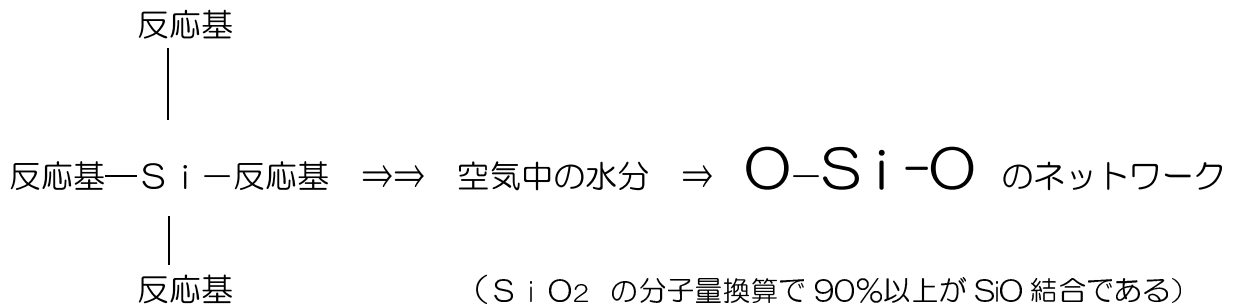 反応基
反応基―Ｓｉ－反応基 ⇒⇒ 空気中の水分 ⇒ O–Si–O のネットワーク
反応基 （ＳｉO2 の分子量換算で 90%以上が SiO 結合である）